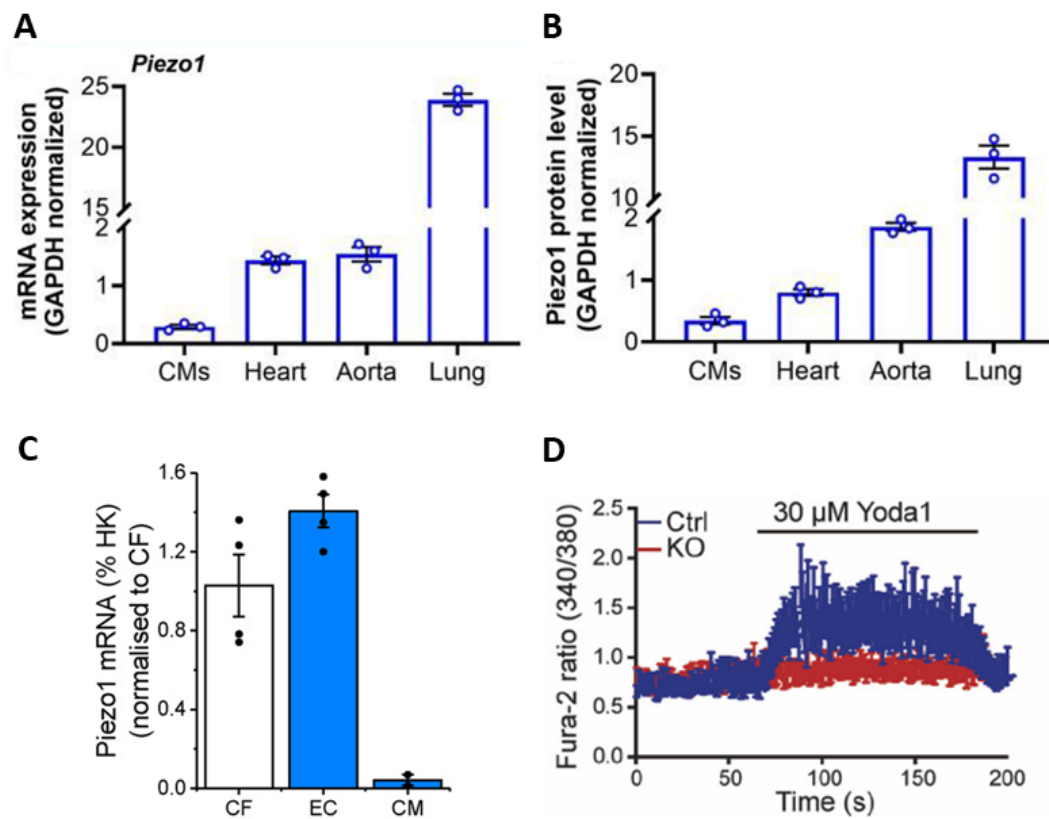 A
Piezo1
mRNA expression
(GAPDH normalized)
25
20
15
2
1
0
CMs Heart Aorta Lung
B
Piezo1 protein level
(GAPDH normalized)
20
15
10
2
1
0
CMs Heart Aorta Lung
C
Piezo1 mRNA (% HK)
(normalised to CF)
1.6
1.2
0.8
0.4
0.0
CF EC CM
D
Fura-2 ratio (340/380)
2.5
2.0
1.5
1.0
0.5
0.0
Ctrl
KO
30 µM Yoda1
0 50 100 150 200
Time (s)